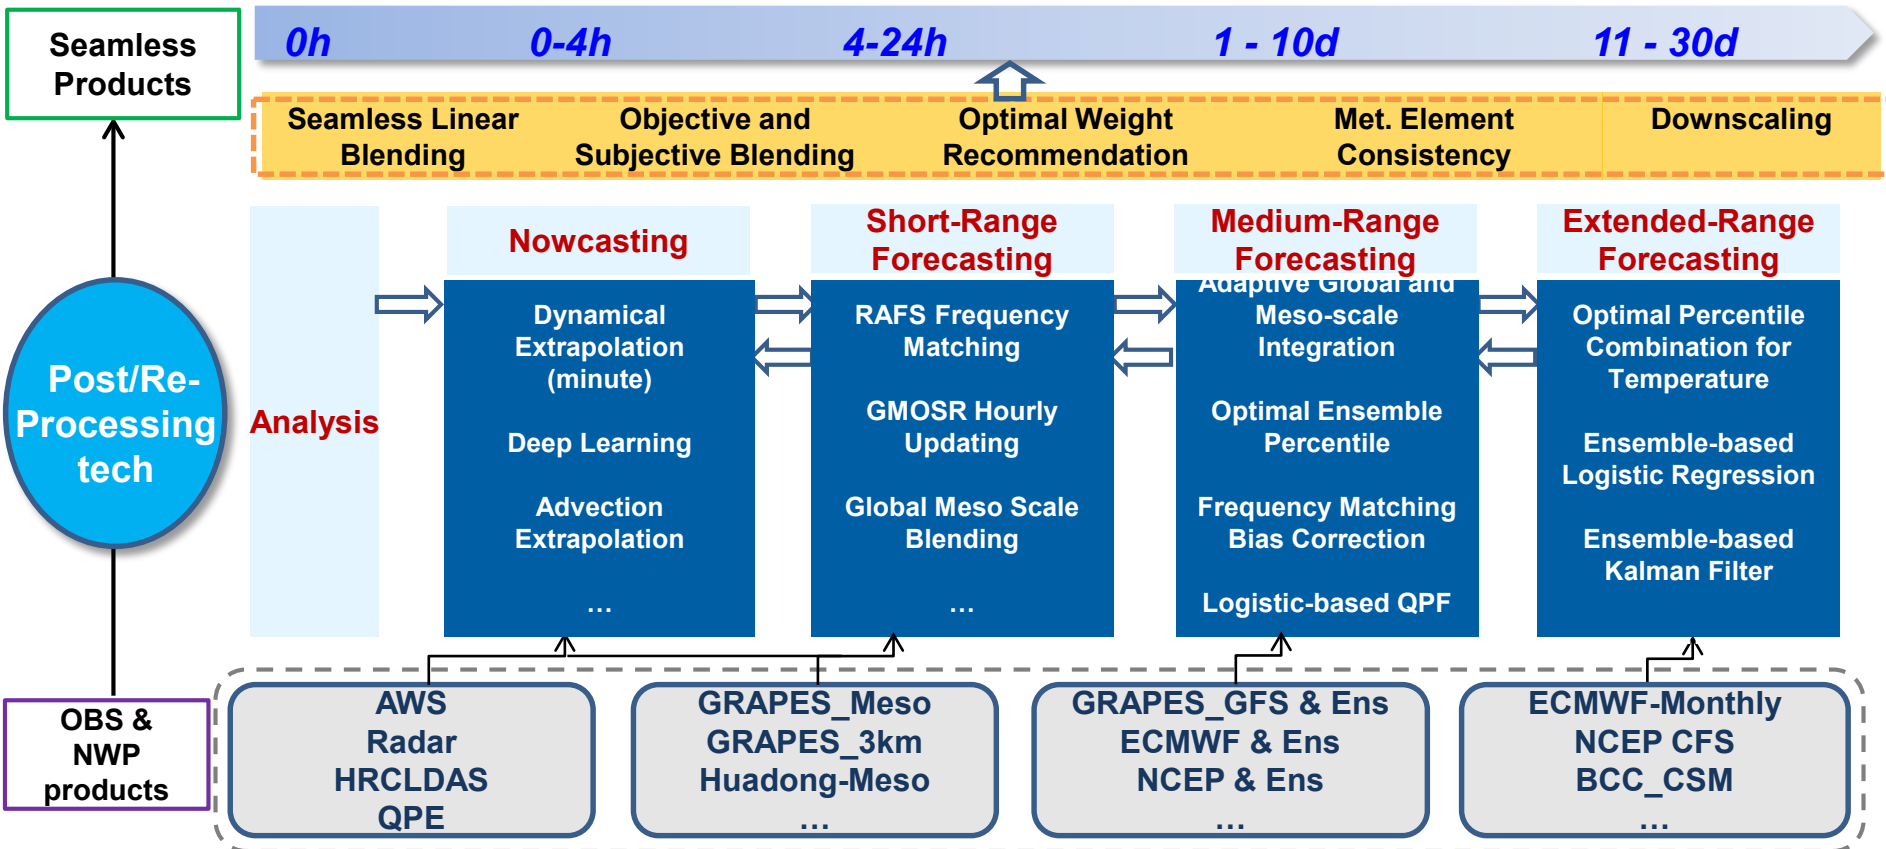 Seamless
Products
0h
0-4h
4-24h
1 - 10d
11 - 30d
Seamless Linear
Blending
Objective and
Subjective Blending
Optimal Weight
Recommendation
Met. Element
Consistency
Downscaling
Post/Re-
Processing
tech
Analysis
Nowcasting
Dynamical
Extrapolation
(minute)
Deep Learning
Advection
Extrapolation
...
Short-Range
Forecasting
RAFS Frequency
Matching
GMOSR Hourly
Updating
Global Meso Scale
Blending
...
Medium-Range
Forecasting
Adaptive Global and
Meso-scale
Integration
Optimal Ensemble
Percentile
Frequency Matching
Bias Correction
Logistic-based QPF
Extended-Range
Forecasting
Optimal Percentile
Combination for
Temperature
Ensemble-based
Logistic Regression
Ensemble-based
Kalman Filter
OBS &
NWP
products
AWS
Radar
HRCLDAS
QPE
GRAPES_Meso
GRAPES_3km
Huadong-Meso
...
GRAPES_GFS & Ens
ECMWF & Ens
NCEP & Ens
...
ECMWF-Monthly
NCEP CFS
BCC_CSM
...